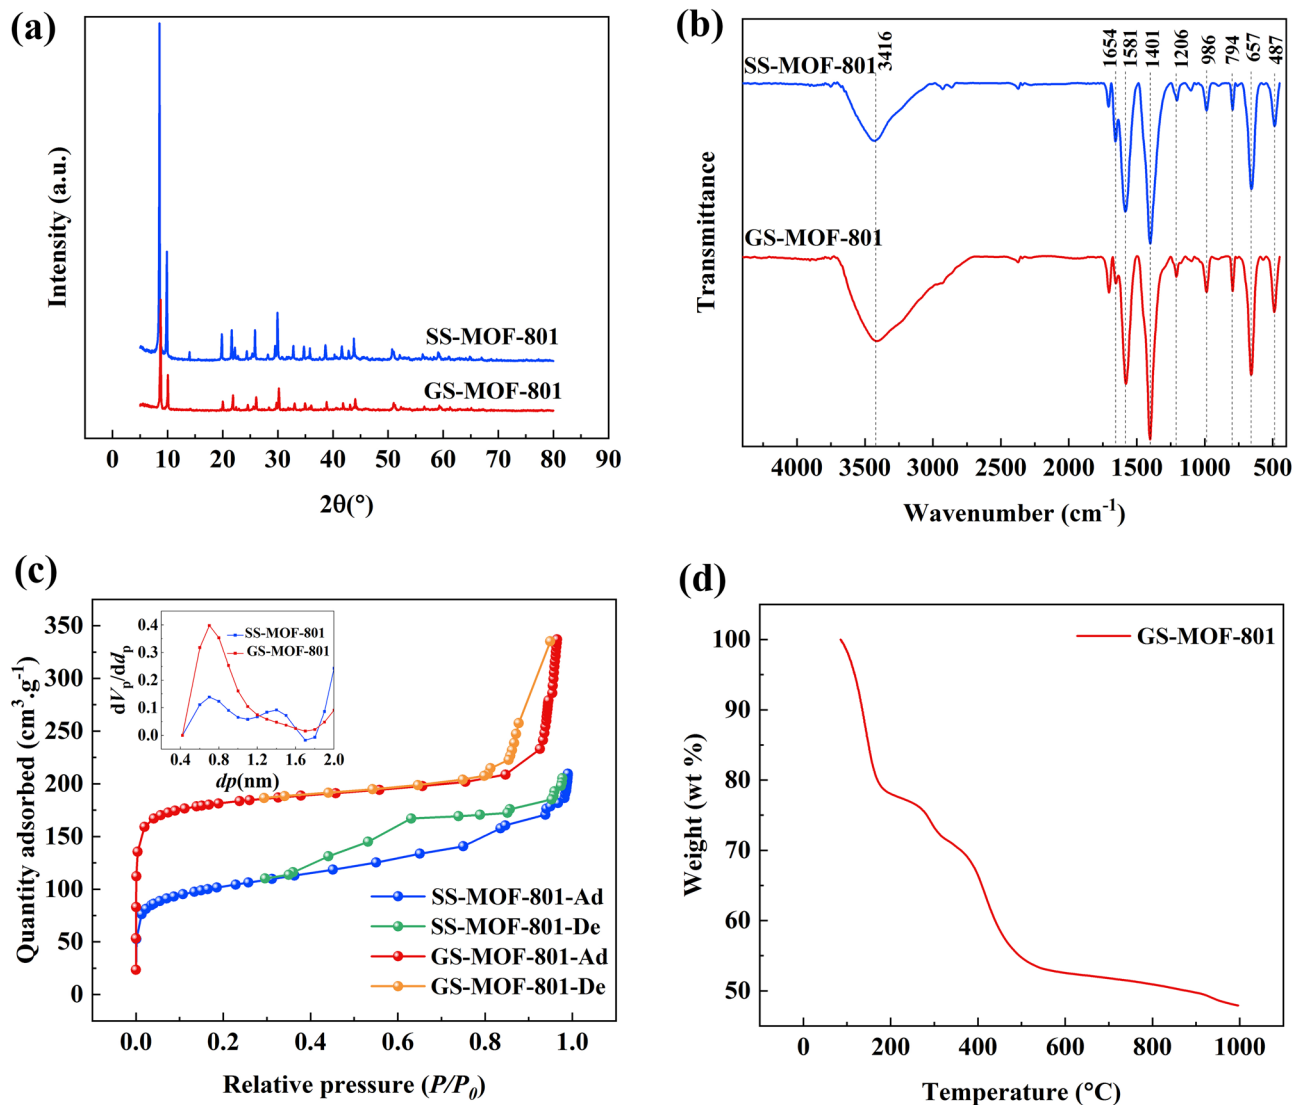 (a)
Intensity (a.u.)
SS-MOF-801
GS-MOF-801
0 10 20 30 40 50 60 70 80 90
2θ(°)
(b)
3416 1654 1581 1401 1206 986 794 657 487
SS-MOF-801
GS-MOF-801
Transmittance
4000 3500 3000 2500 2000 1500 1000 500
Wavenumber (cm⁻¹)
(c)
Quantity adsorbed (cm³·g⁻¹)
350
300
250
200
150
100
50
0
dVp/ddp
0.4
0.3
0.2
0.1
0.0
SS-MOF-801
GS-MOF-801
0.4 0.8 1.2 1.6 2.0
dp(nm)
SS-MOF-801-Ad
SS-MOF-801-De
GS-MOF-801-Ad
GS-MOF-801-De
0.0 0.2 0.4 0.6 0.8 1.0
Relative pressure (P/P₀)
(d)
GS-MOF-801
Weight (wt %)
100
90
80
70
60
50
0 200 400 600 800 1000
Temperature (°C)